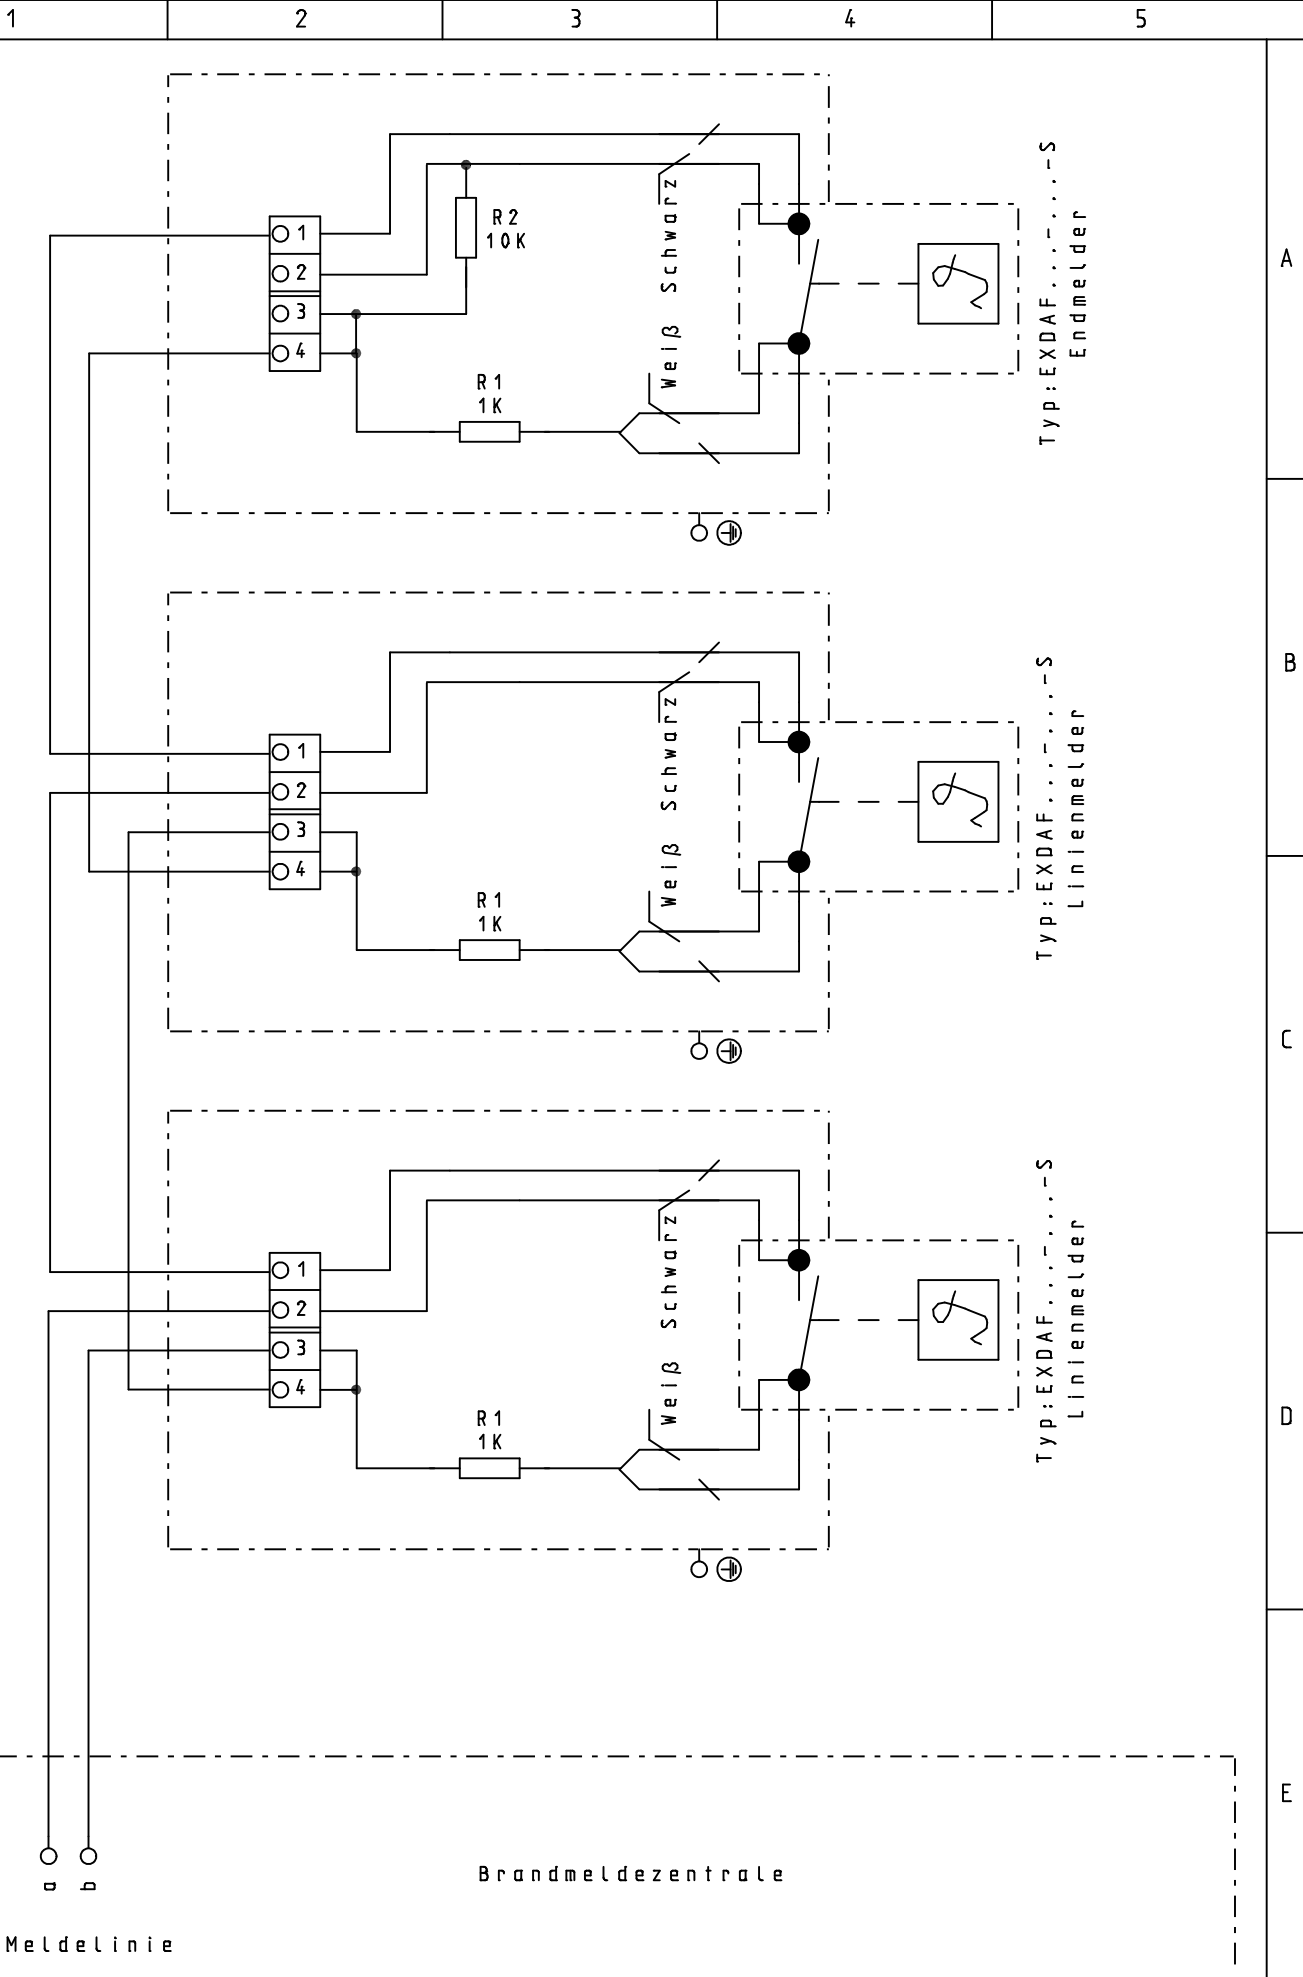 1 2 3 4 5
A
B
C
D
E
1
2
3
4
R2
10K
R1
1K
Schwarz
Weiß
Typ:EXDAF...-...-S
Endmelder
1
2
3
4
R1
1K
Schwarz
Weiß
Typ:EXDAF...-...-S
Linienmelder
1
2
3
4
R1
1K
Schwarz
Weiß
Typ:EXDAF...-...-S
Linienmelder
a
b
Brandmeldezentrale
Meldelinie